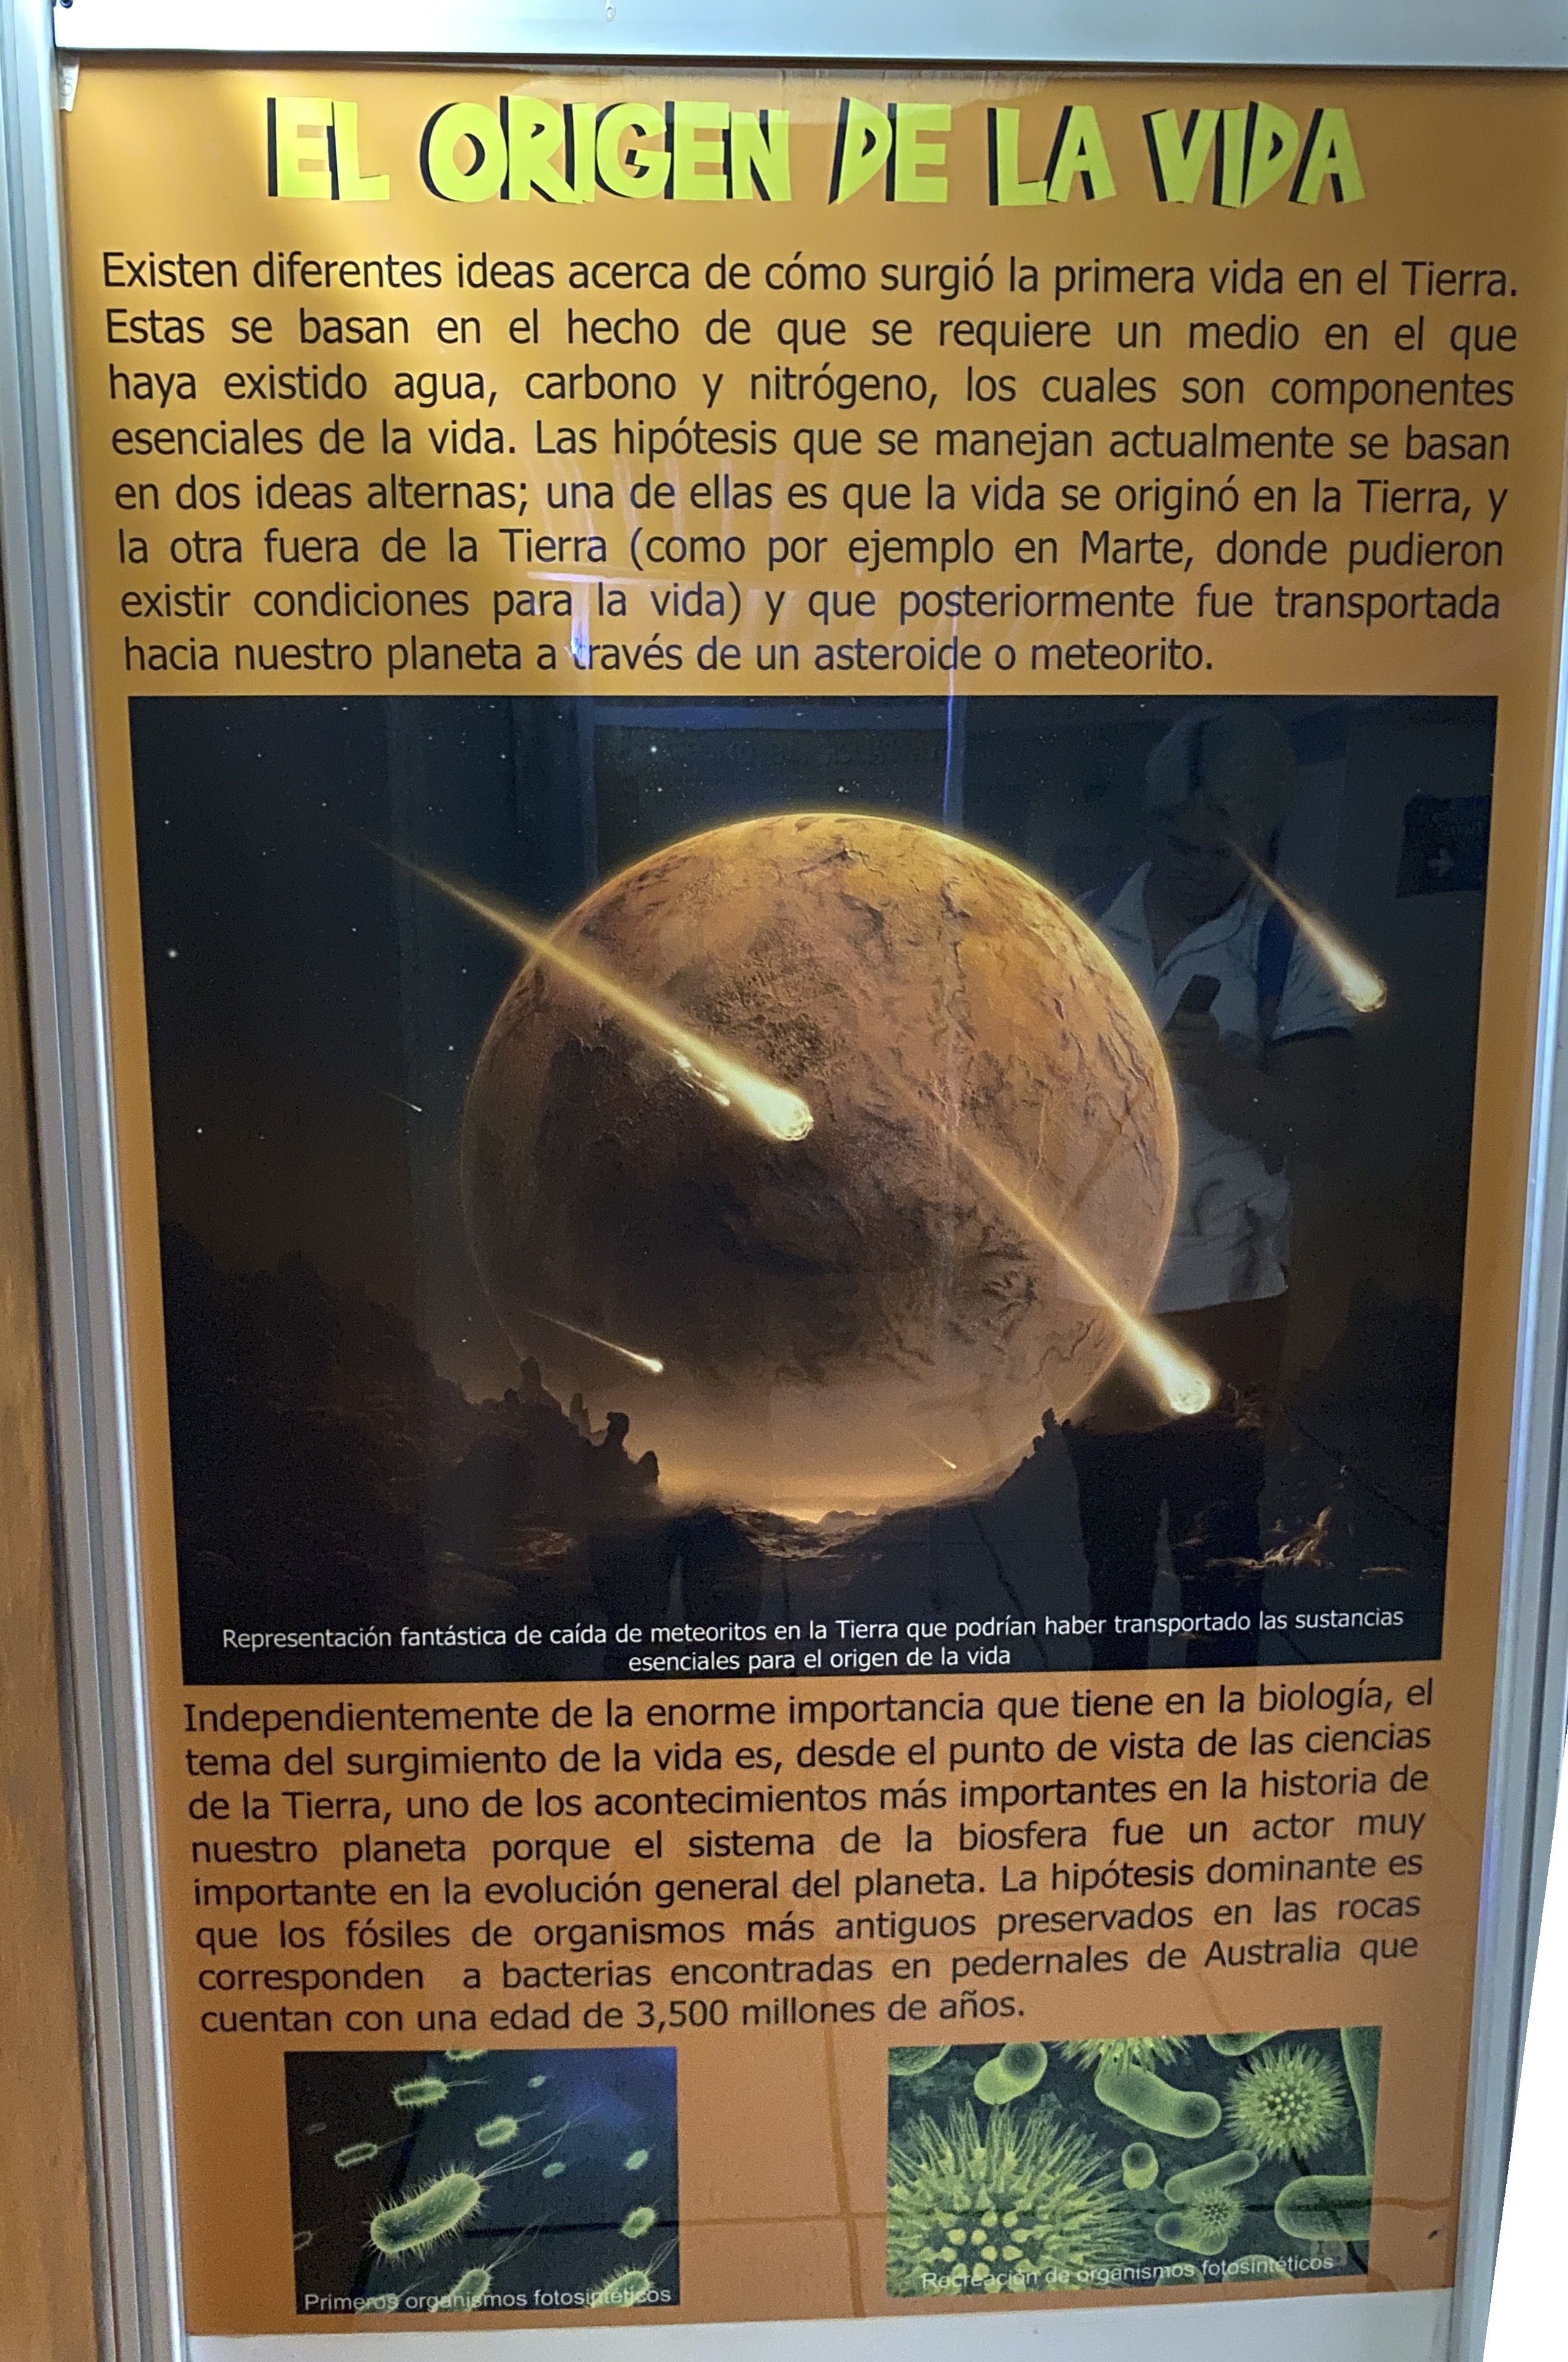 EL ORIGEN DE LA VIDA
Existen diferentes ideas acerca de cómo surgió la primera vida en el Tierra.
Estas se basan en el hecho de que se requiere un medio en el que
haya existido agua, carbono y nitrógeno, los cuales son componentes
esenciales de la vida. Las hipótesis que se manejan actualmente se basan
en dos ideas alternas; una de ellas es que la vida se originó en la Tierra, y
la otra fuera de la Tierra (como por ejemplo en Marte, donde pudieron
existir condiciones para la vida) y que posteriormente fue transportada
hacia nuestro planeta a través de un asteroide o meteorito.
Representación fantástica de caída de meteoritos en la Tierra que podrían haber transportado las sustancias
esenciales para el origen de la vida
Independientemente de la enorme importancia que tiene en la biología, el
tema del surgimiento de la vida es, desde el punto de vista de las ciencias
de la Tierra, uno de los acontecimientos más importantes en la historia de
nuestro planeta porque el sistema de la biosfera fue un actor muy
importante en la evolución general del planeta. La hipótesis dominante es
que los fósiles de organismos más antiguos preservados en las rocas
corresponden a bacterias encontradas en pedernales de Australia que
cuentan con una edad de 3,500 millones de años.
Primeros organismos fotosintéticos
Recreación de organismos fotosintéticos